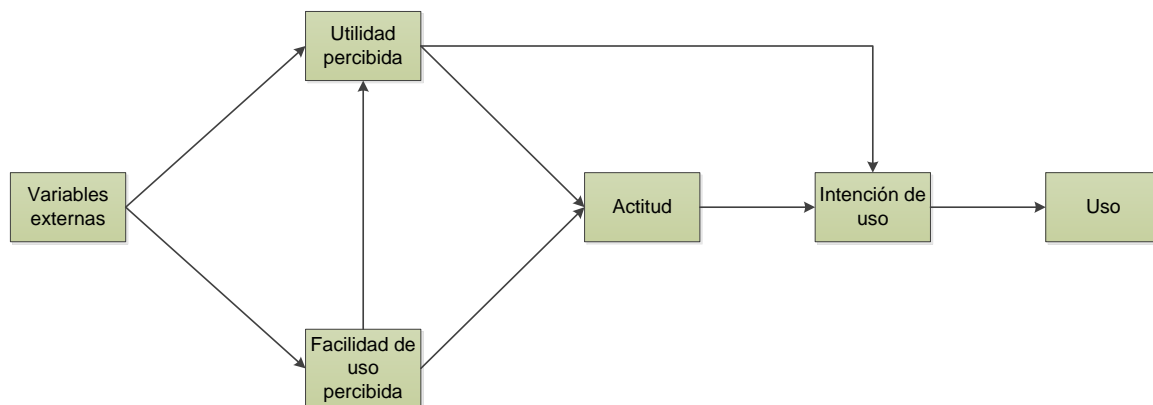 Utilidad
percibida
Variables
externas
Actitud
Intención de
uso
Uso
Facilidad de
uso
percibida